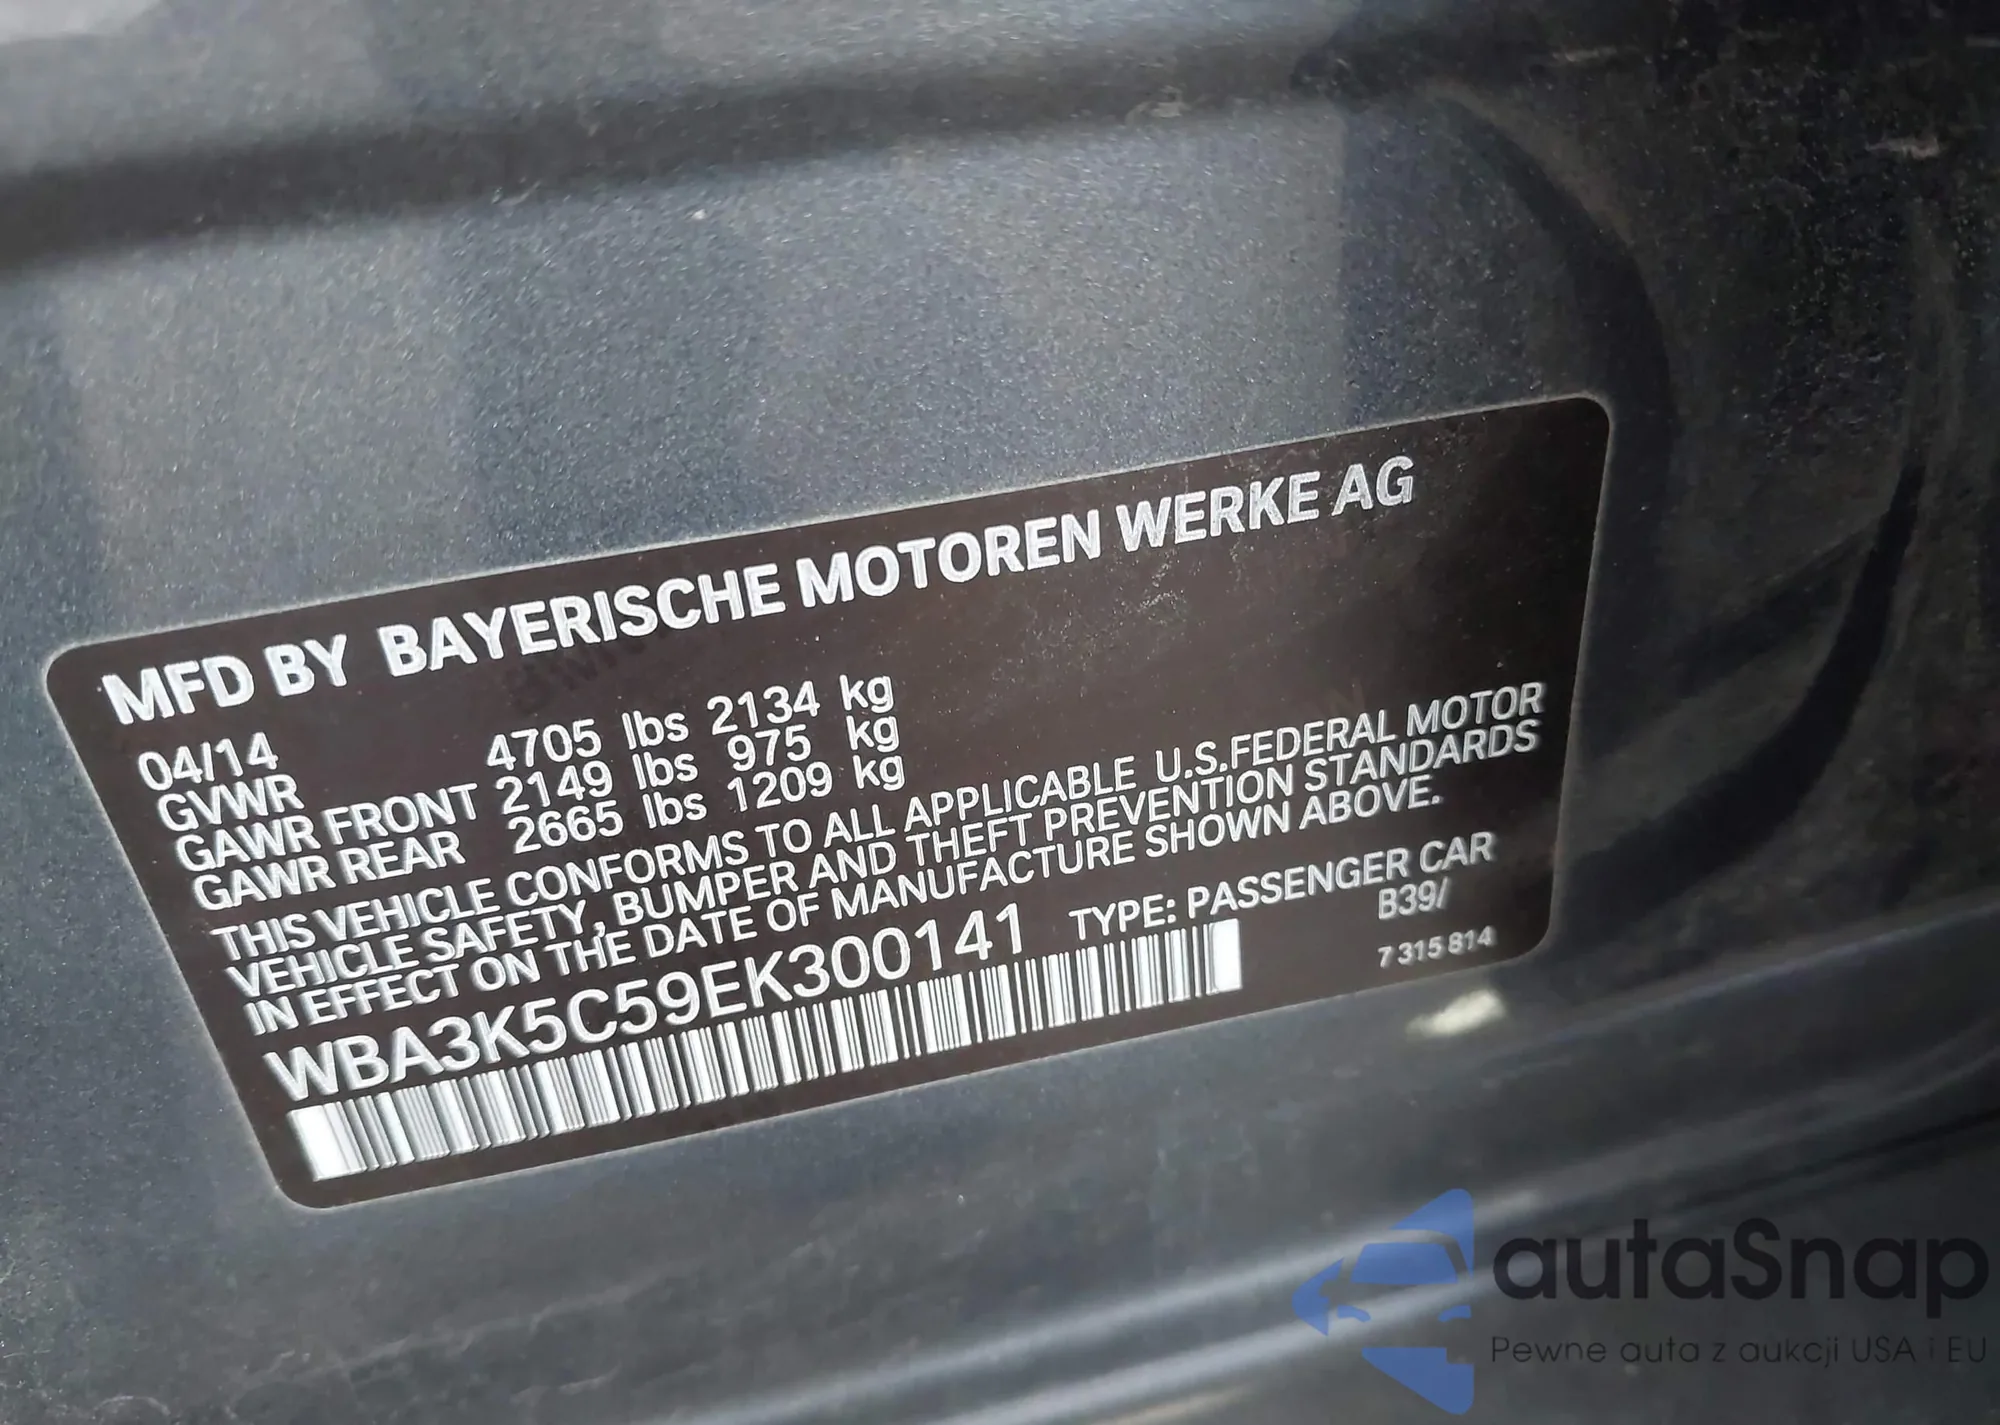 MFD BY BAYERISCHE MOTOREN WERKE AG
04/14
GVWR 4705 lbs 2134 kg
GAWR FRONT 2149 lbs 975 kg
GAWR REAR 2665 lbs 1209 kg
THIS VEHICLE CONFORMS TO ALL APPLICABLE U.S.FEDERAL MOTOR
VEHICLE SAFETY, BUMPER AND THEFT PREVENTION STANDARDS
IN EFFECT ON THE DATE OF MANUFACTURE SHOWN ABOVE.
WBA3K5C59EK300141 TYPE: PASSENGER CAR
B39/
7 315 814
autaSnap
Pewne auta z aukcji USA i EU